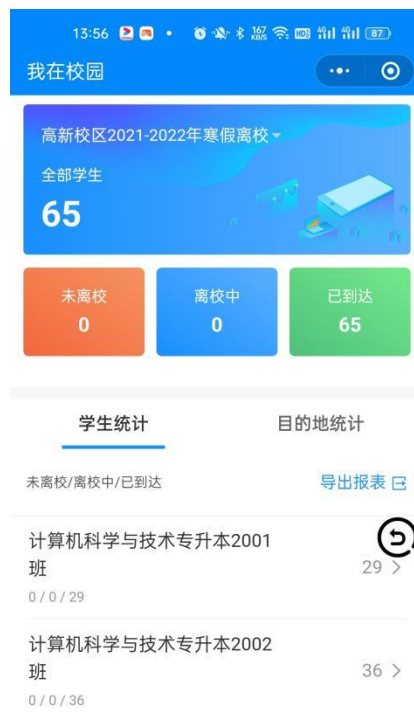 13:56 167 KB/S HD 4G 4G 87
我在校园
高新校区2021-2022年寒假离校
全部学生
65
未离校 离校中 已到达
0 0 65
学生统计 目的地统计
未离校/离校中/已到达 导出报表
计算机科学与技术专升本2001
班 29
0 / 0 / 29
计算机科学与技术专升本2002
班 36
0 / 0 / 36